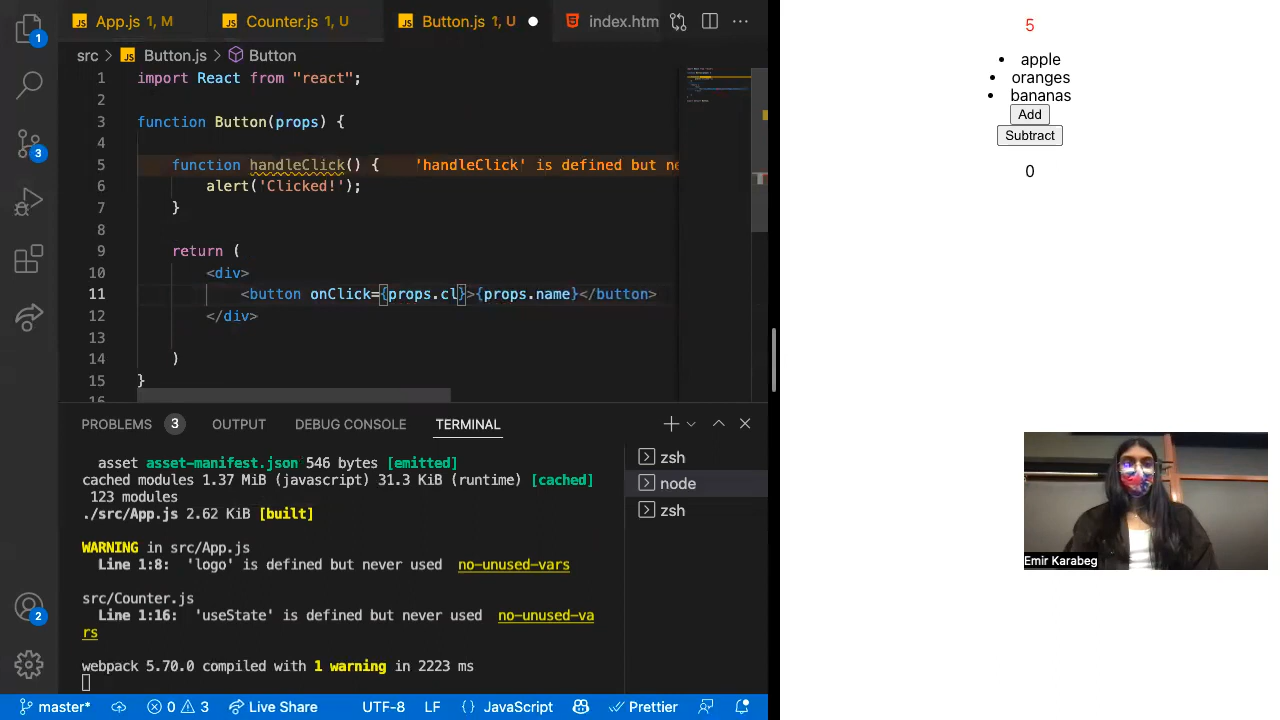 App.js 1, M
Counter.js 1, U
Button.js 1, U
index.htm
src > Button.js > Button
1 import React from "react";
2
3 function Button(props) {
4
5 function handleClick() { 'handleClick' is defined but ne
6 alert('Clicked!');
7 }
8
9 return (
10 <div>
11 <button onClick={props.cl}>{props.name}</button>
12 </div>
13
14 )
15 }
16
PROBLEMS 3 OUTPUT DEBUG CONSOLE TERMINAL
asset asset-manifest.json 546 bytes [emitted]
cached modules 1.37 MiB (javascript) 31.3 KiB (runtime) [cached]
123 modules
./src/App.js 2.62 KiB [built]
WARNING in src/App.js
Line 1:8: 'logo' is defined but never used no-unused-vars
src/Counter.js
Line 1:16: 'useState' is defined but never used no-unused-va
rs
webpack 5.70.0 compiled with 1 warning in 2223 ms
zsh
node
zsh
1
3
2
master* 0 3 Live Share UTF-8 LF {} JavaScript Prettier
5
• apple
• oranges
• bananas
Add
Subtract
0
Emir Karabeg